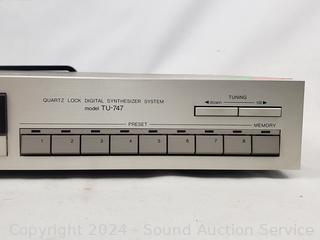 QUARTZ LOCK DIGITAL SYNTHESIZER SYSTEM
model TU-747
TUNING
◄down up►
PRESET MEMORY
1 2 3 4 5 6 7 8
Copyright 2024 - Sound Auction Service